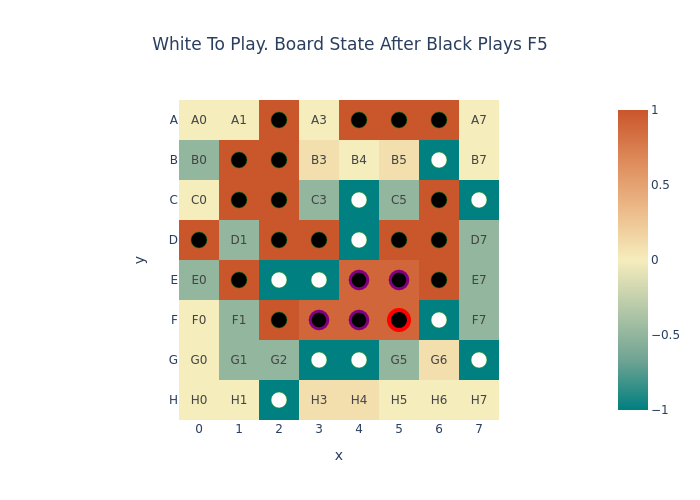 White To Play. Board State After Black Plays F5
A A0 A1 A3 A7
B B0 B3 B4 B5 B7
C C0 C3 C5
D D1 D7
E E0 E7
F F0 F1 F7
G G0 G1 G2 G5 G6
H H0 H1 H3 H4 H5 H6 H7
0 1 2 3 4 5 6 7
x
y
1
0.5
0
−0.5
−1